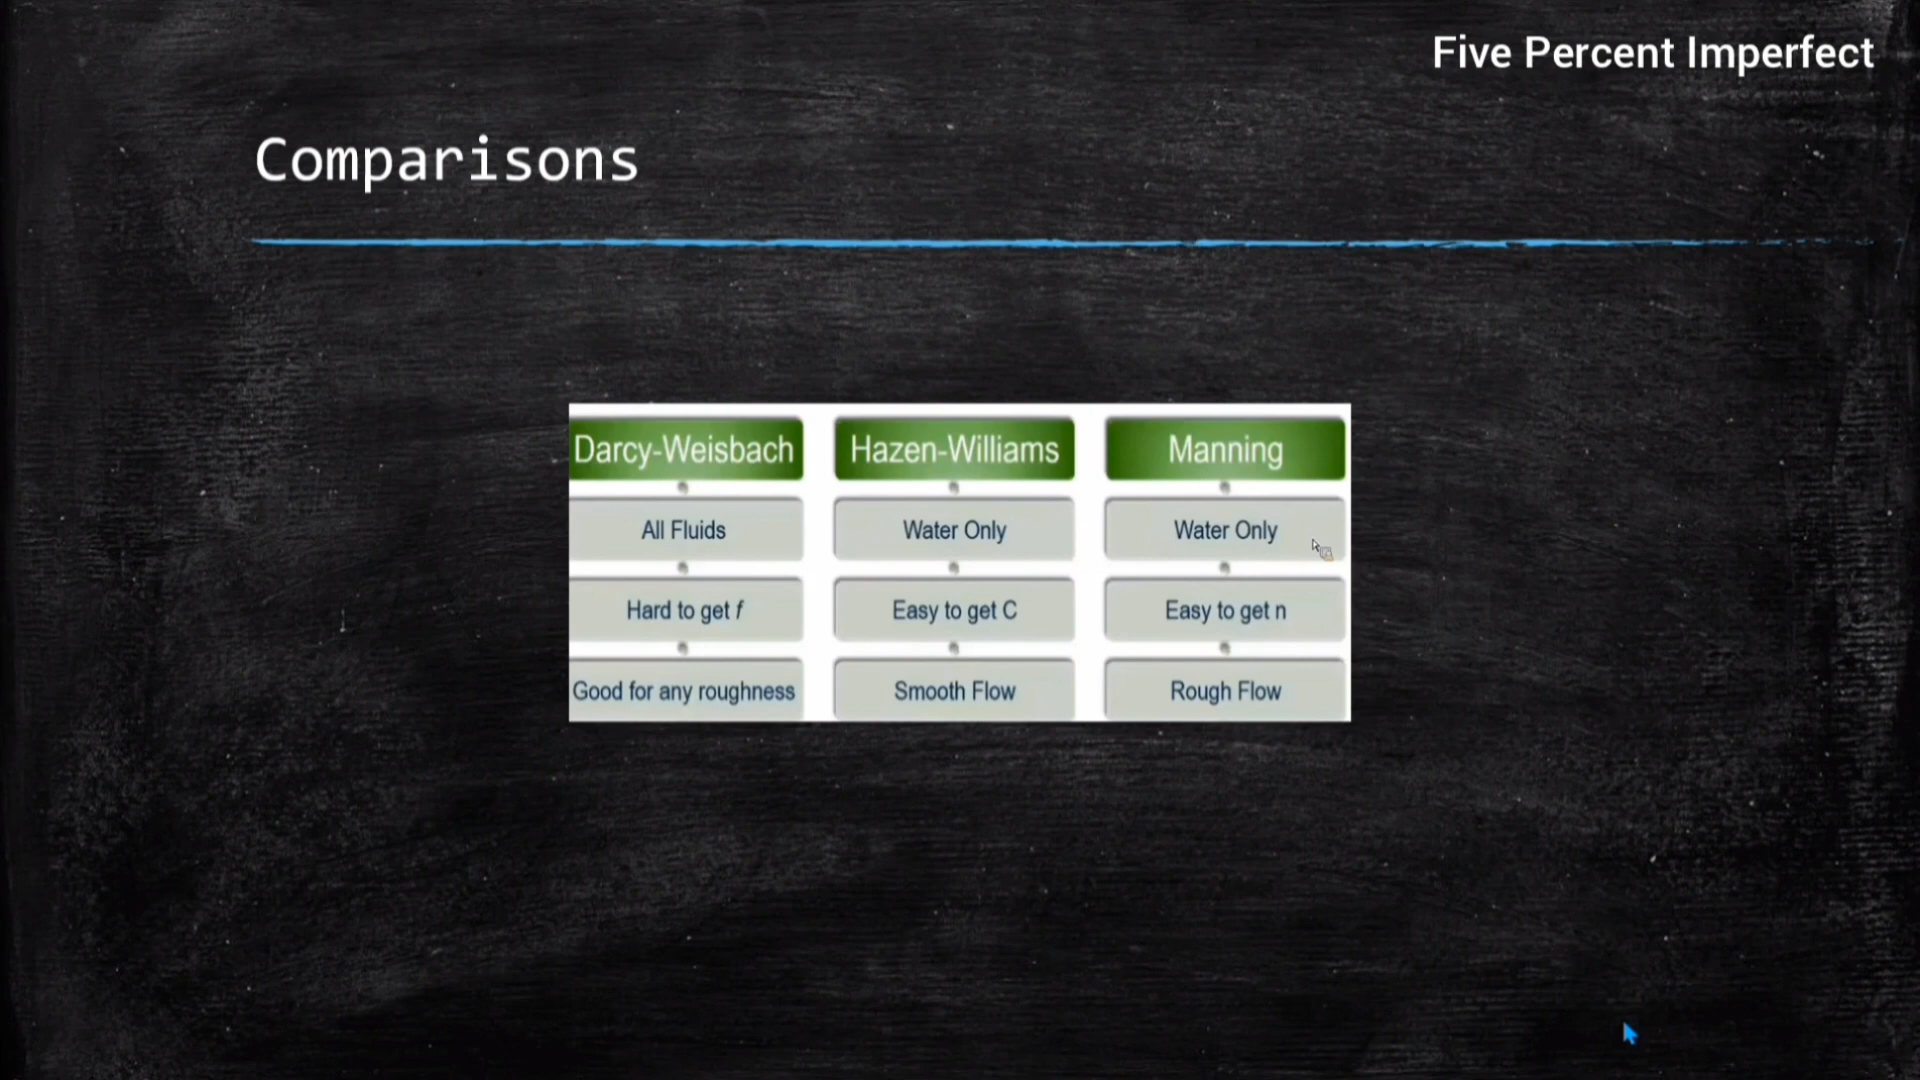 Five Percent Imperfect
Comparisons
Darcy-Weisbach Hazen-Williams Manning
All Fluids Water Only Water Only
Hard to get f Easy to get C Easy to get n
Good for any roughness Smooth Flow Rough Flow